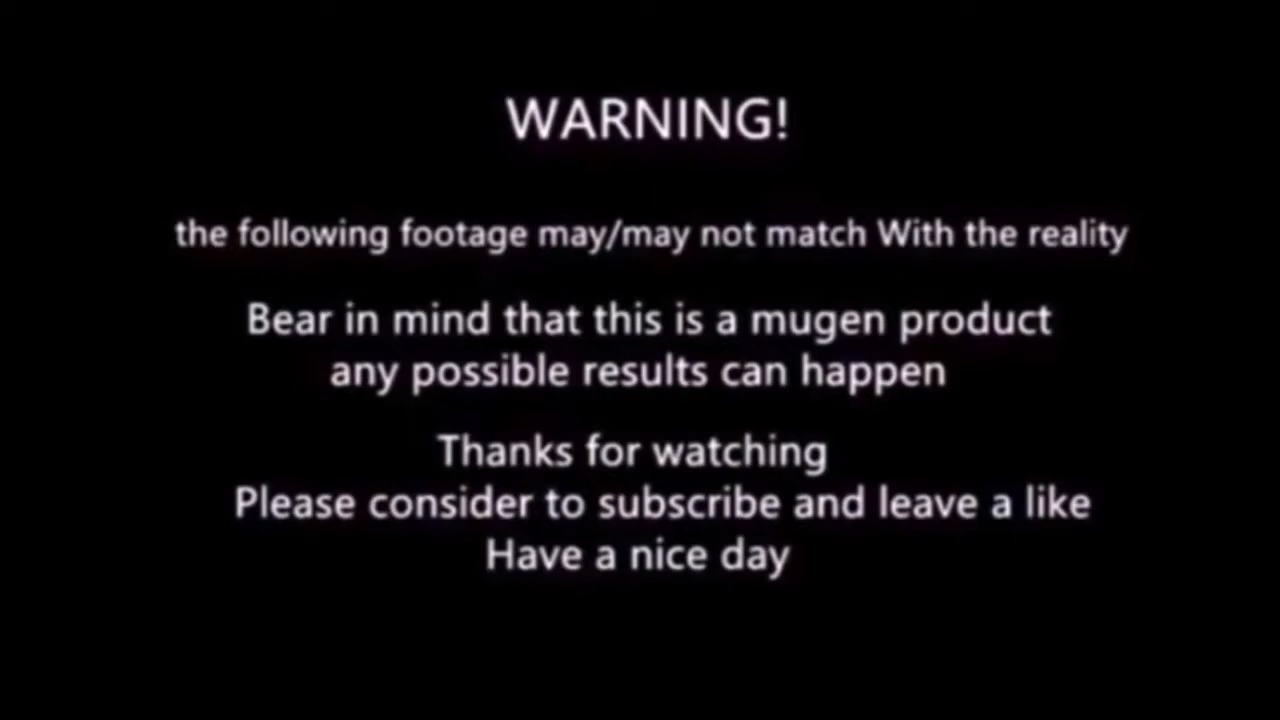 WARNING!
the following footage may/may not match With the reality
Bear in mind that this is a mugen product
any possible results can happen
Thanks for watching
Please consider to subscribe and leave a like
Have a nice day